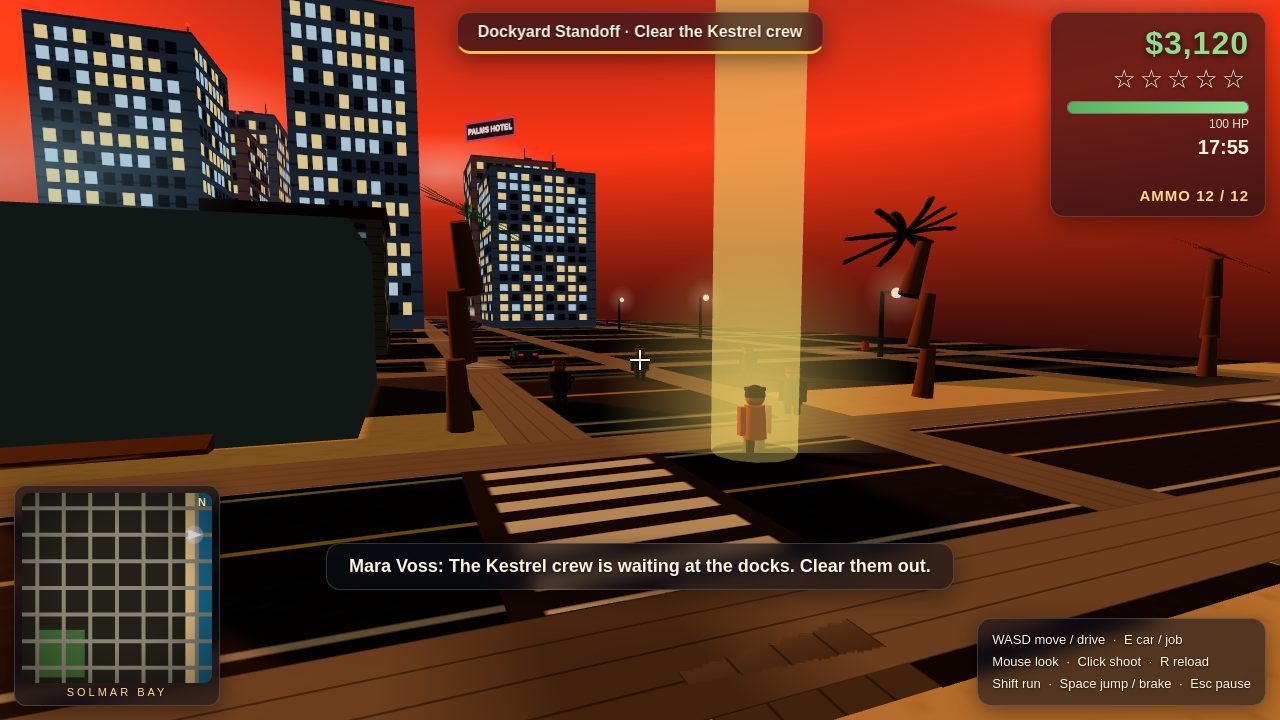 Dockyard Standoff · Clear the Kestrel crew
$3,120
100 HP
17:55
AMMO 12 / 12
PALMS HOTEL
N
Mara Voss: The Kestrel crew is waiting at the docks. Clear them out.
SOLMAR BAY
WASD move / drive · E car / job
Mouse look · Click shoot · R reload
Shift run · Space jump / brake · Esc pause